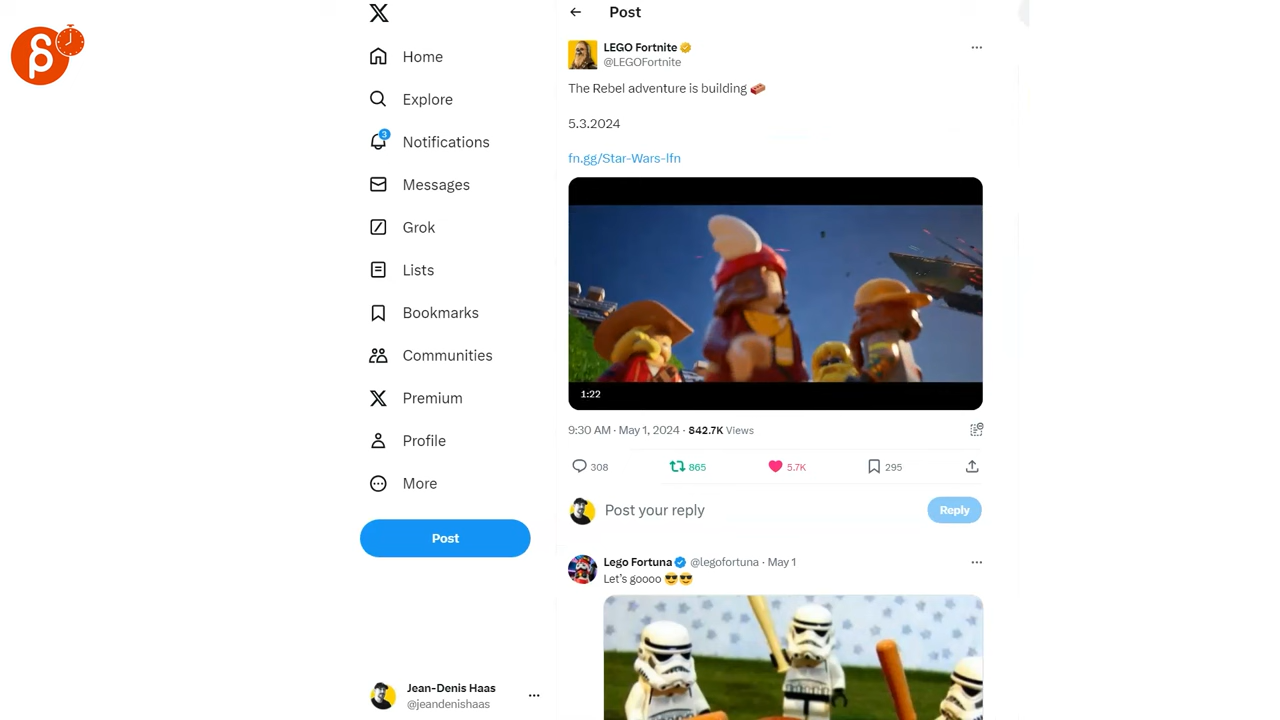 Post
Home
Explore
3
Notifications
Messages
Grok
Lists
Bookmarks
Communities
Premium
Profile
More
Post
Jean-Denis Haas
@jeandenishaas
LEGO Fortnite
@LEGOFortnite
The Rebel adventure is building 🧱
5.3.2024
fn.gg/Star-Wars-lfn
1:22
9:30 AM · May 1, 2024 · 842.7K Views
308 865 5.7K 295
Post your reply
Reply
Lego Fortuna @legofortuna · May 1
Let's goooo 😎😎